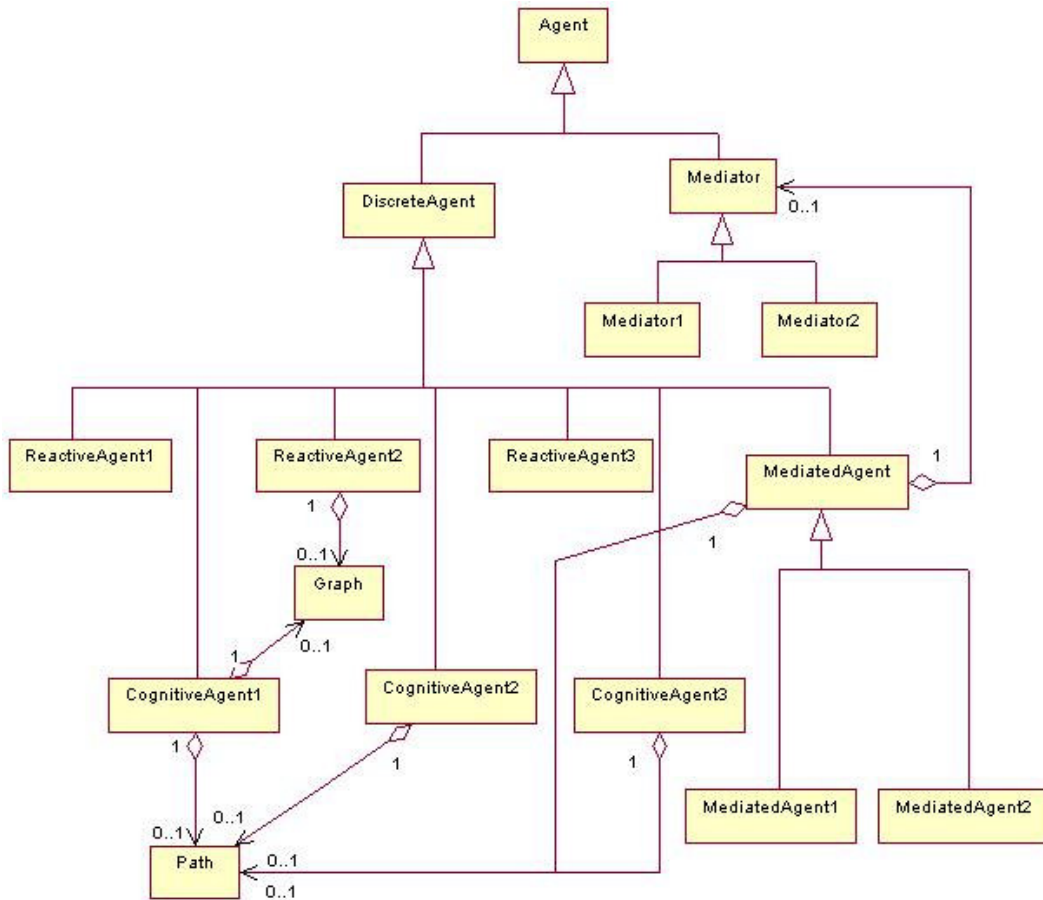 Agent
Mediator
DiscreteAgent
0..1
Mediator1
Mediator2
ReactiveAgent1
ReactiveAgent2
ReactiveAgent3
MediatedAgent
1
1
1
0..1
Graph
0..1
1
CognitiveAgent1
CognitiveAgent2
CognitiveAgent3
1
1
1
MediatedAgent1
MediatedAgent2
0..1
0..1
Path
0..1
0..1